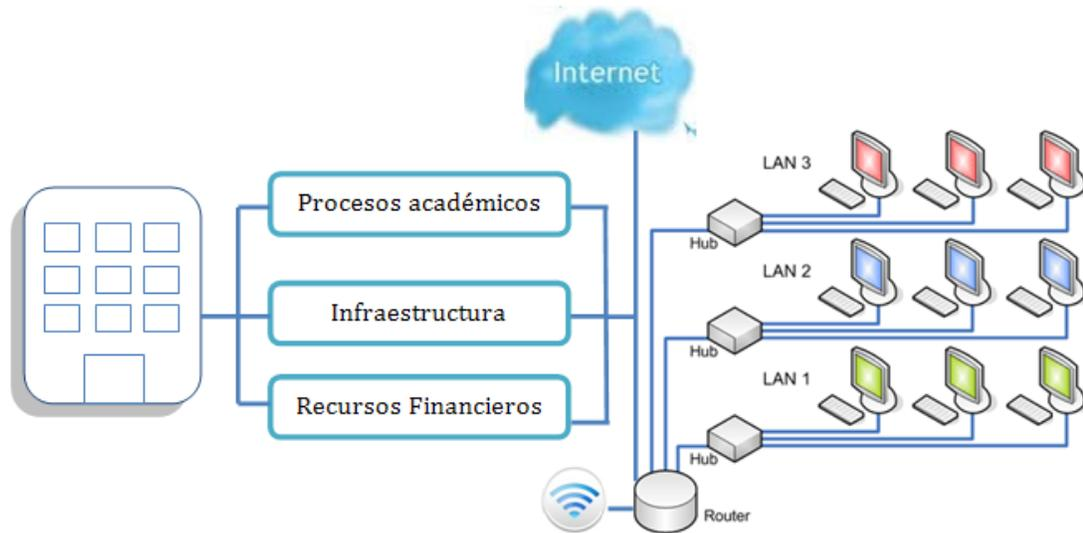 Internet
Procesos académicos
Infraestructura
Recursos Financieros
LAN 3
Hub
LAN 2
Hub
LAN 1
Hub
Router